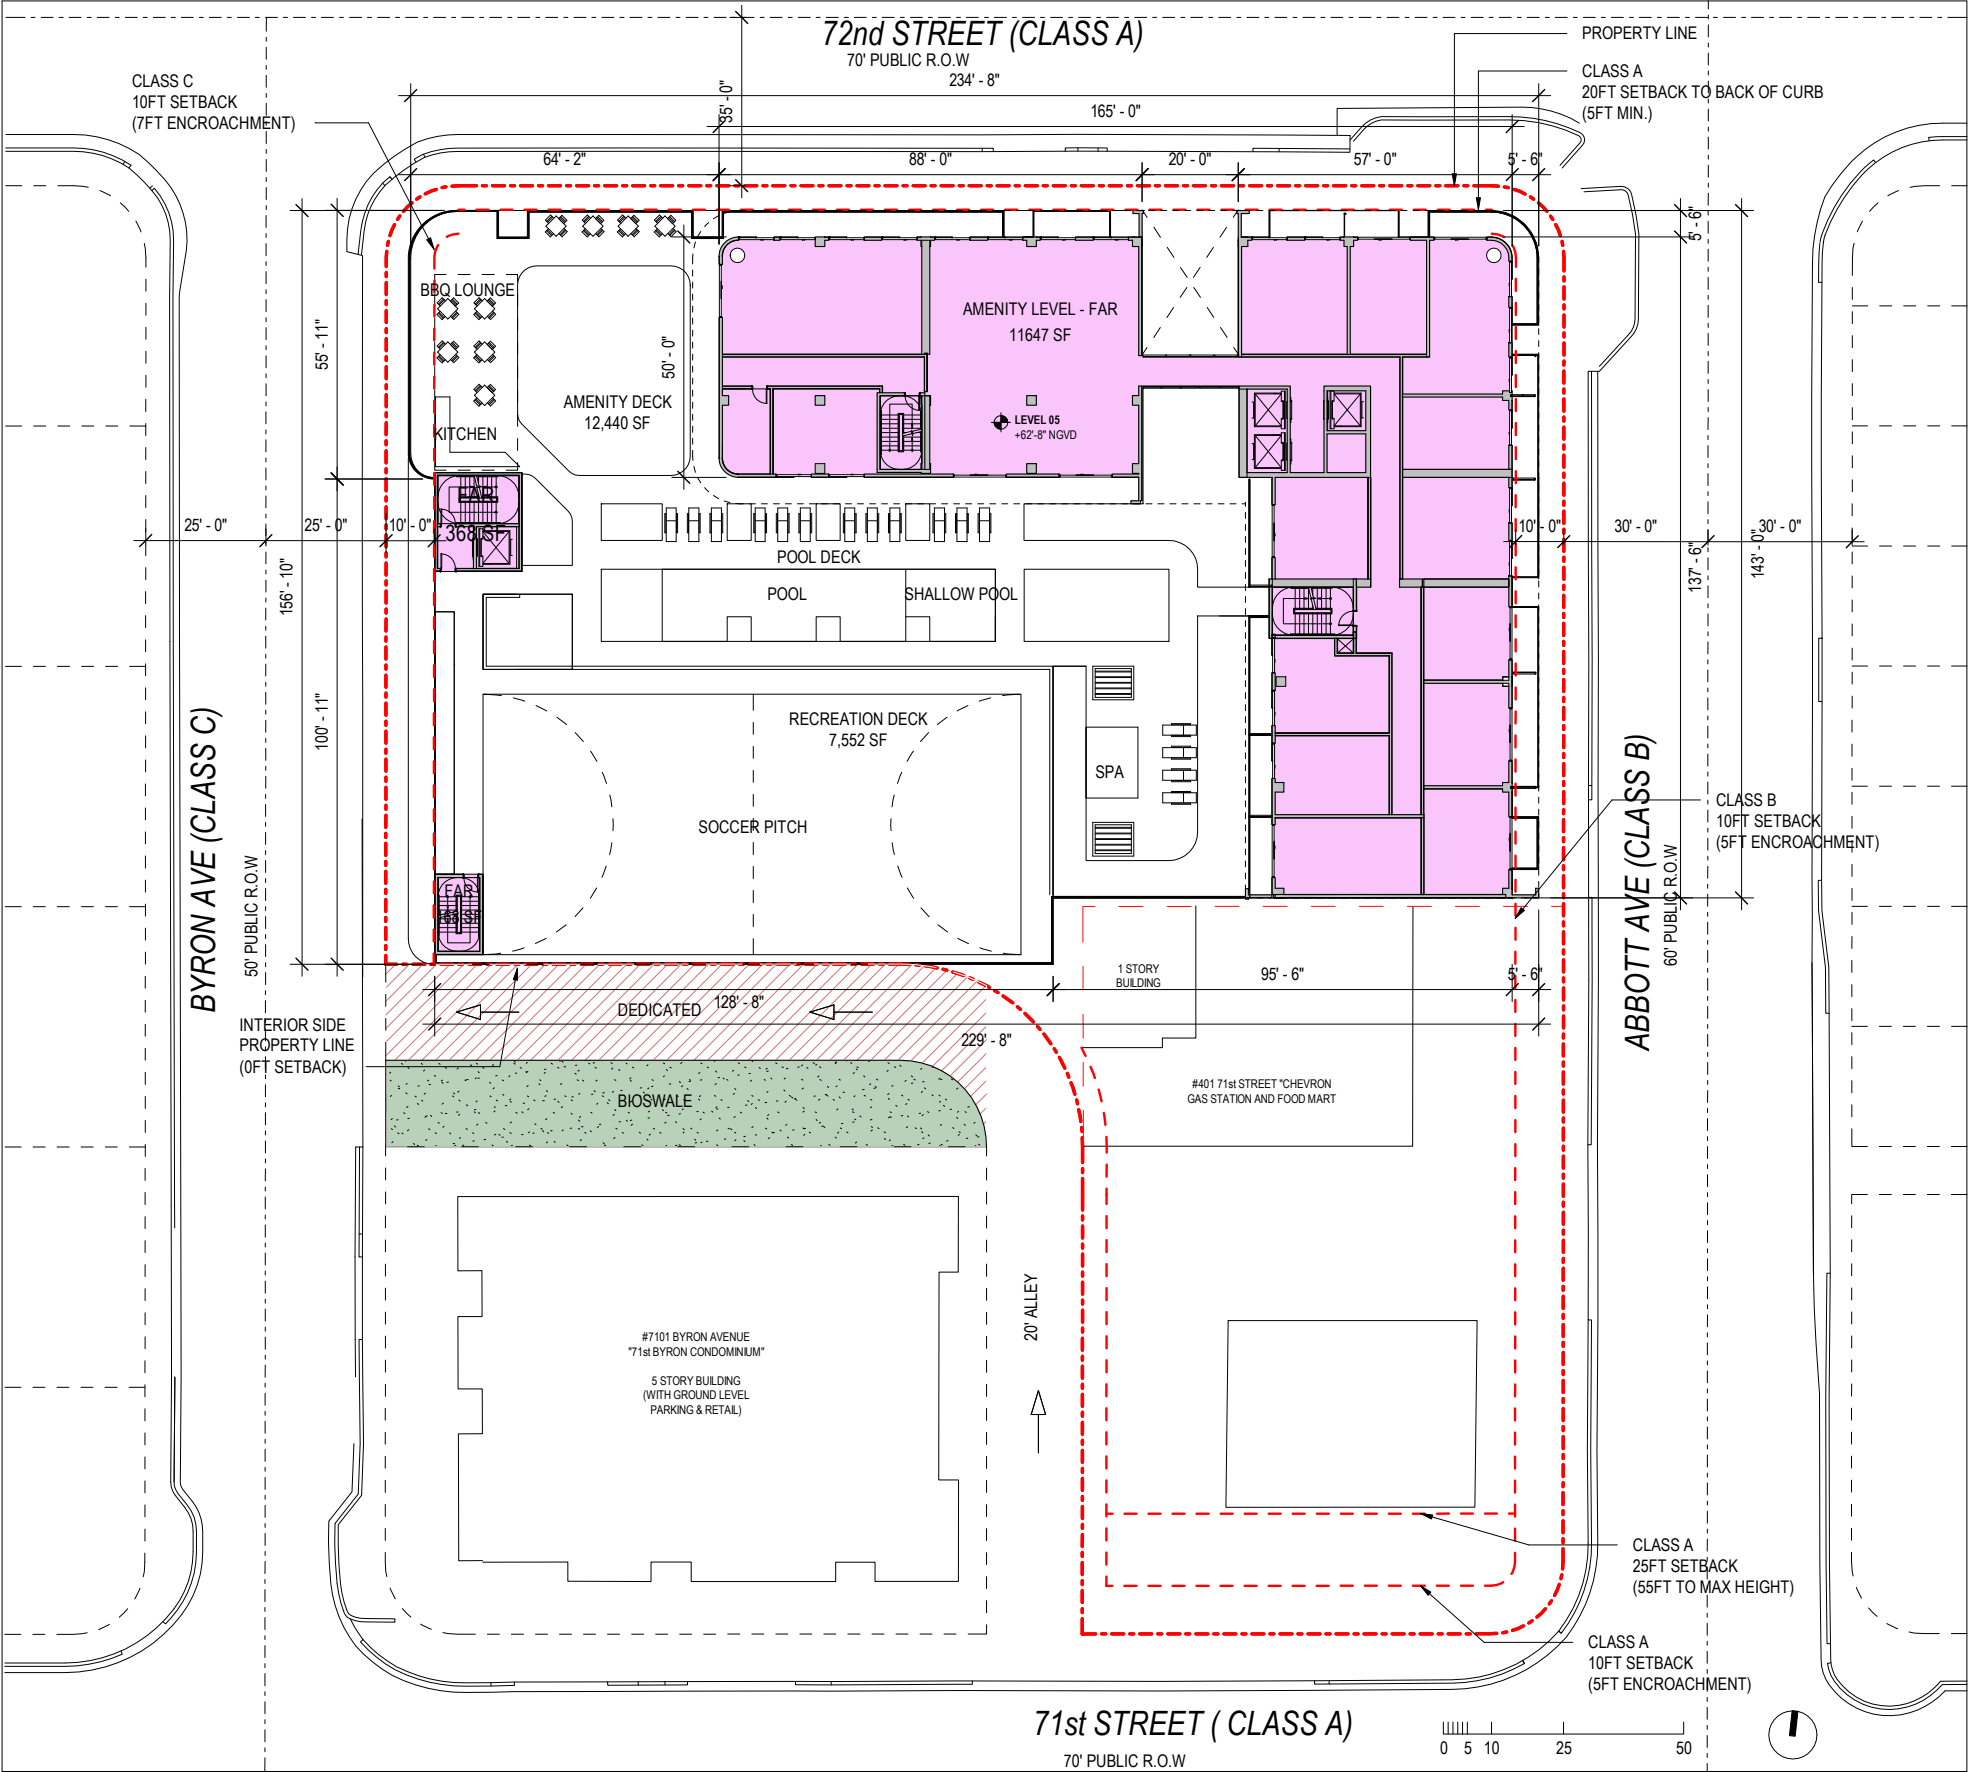 72nd STREET (CLASS A)
70' PUBLIC R.O.W
234' - 8"
35' - 0"
165' - 0"
64' - 2"
88' - 0"
20' - 0"
57' - 0"
5' - 6"
PROPERTY LINE
CLASS A
20FT SETBACK TO BACK OF CURB
(5FT MIN.)
CLASS C
10FT SETBACK
(7FT ENCROACHMENT)
5' - 6"
BBQ LOUNGE
AMENITY LEVEL - FAR
11647 SF
55' - 11"
50' - 0"
AMENITY DECK
12,440 SF
LEVEL 05
+62'-8" NGVD
KITCHEN
FAR
368 SF
25' - 0"
25' - 0"
10' - 0"
10' - 0"
30' - 0"
30' - 0"
156' - 10"
137' - 6"
143' - 0"
POOL DECK
POOL
SHALLOW POOL
100' - 11"
RECREATION DECK
7,552 SF
SPA
SOCCER PITCH
BYRON AVE (CLASS C)
50' PUBLIC R.O.W
ABBOTT AVE (CLASS B)
60' PUBLIC R.O.W
CLASS B
10FT SETBACK
(5FT ENCROACHMENT)
FAR
168 SF
1 STORY
BUILDING
95' - 6"
5' - 6"
DEDICATED
128' - 8"
229' - 8"
INTERIOR SIDE
PROPERTY LINE
(0FT SETBACK)
BIOSWALE
#401 71st STREET "CHEVRON
GAS STATION AND FOOD MART
20' ALLEY
#7101 BYRON AVENUE
"71st BYRON CONDOMINIUM"
5 STORY BUILDING
(WITH GROUND LEVEL
PARKING & RETAIL)
CLASS A
25FT SETBACK
(55FT TO MAX HEIGHT)
CLASS A
10FT SETBACK
(5FT ENCROACHMENT)
71st STREET ( CLASS A)
70' PUBLIC R.O.W
0 5 10 25 50